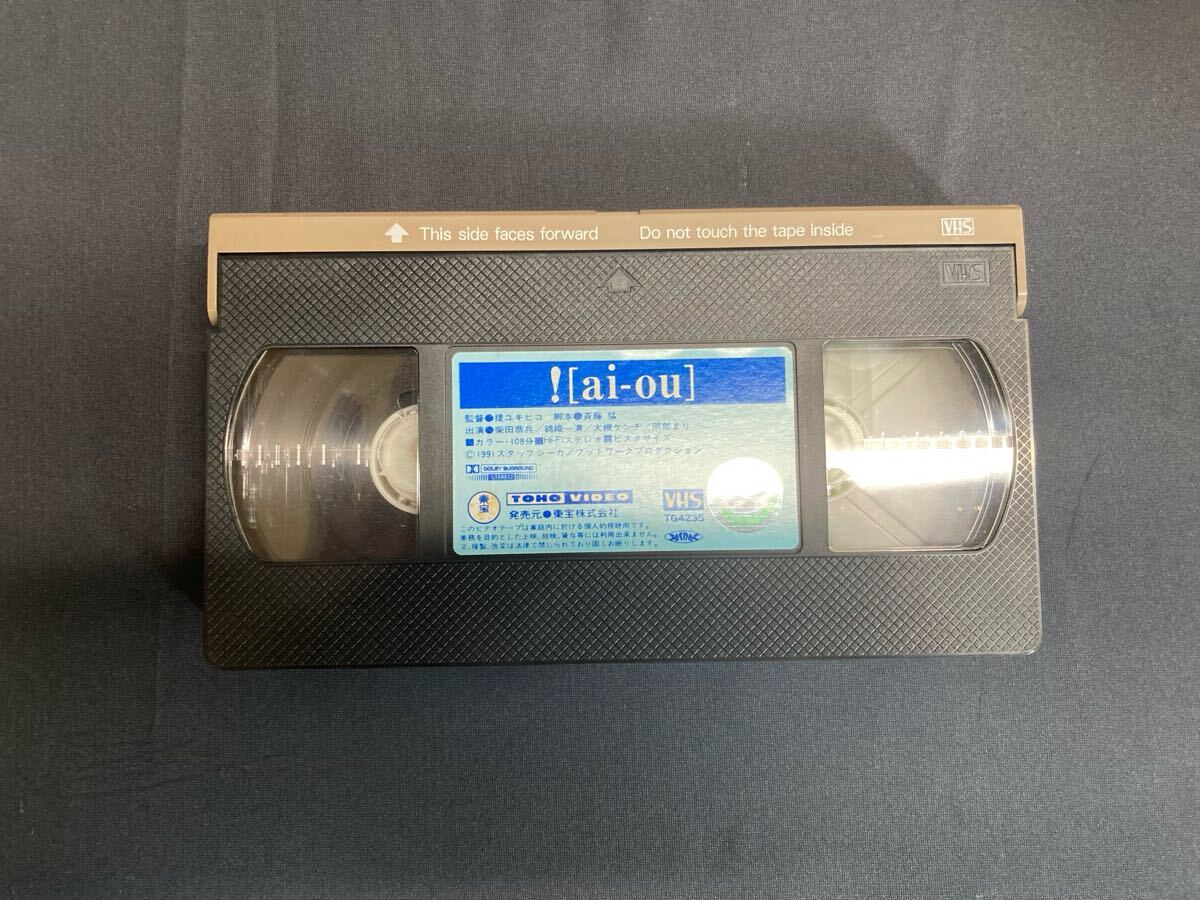 This side faces forward Do not touch the tape inside VHS
VHS
![ai-ou]
監督●堤ユキヒコ 脚本●斉藤 猛
出演●柴田恭兵/錦織一清/大槻ケンヂ/岡部まり
■カラー・108分■Hi-Fiステレオ■ビスタサイズ
©1991スタッフシーカ/フットワークプロダクション
DOLBY SURROUND
STEREO
東宝 TOHO VIDEO VHS
発売元●東宝株式会社 TG4235
このビデオテープは家庭内に於ける個人的視聴用です。
業務を目的とした上映、放映、貸与等には利用出来ません。
又、複製、改変は法律で禁じられており固くお断りします。